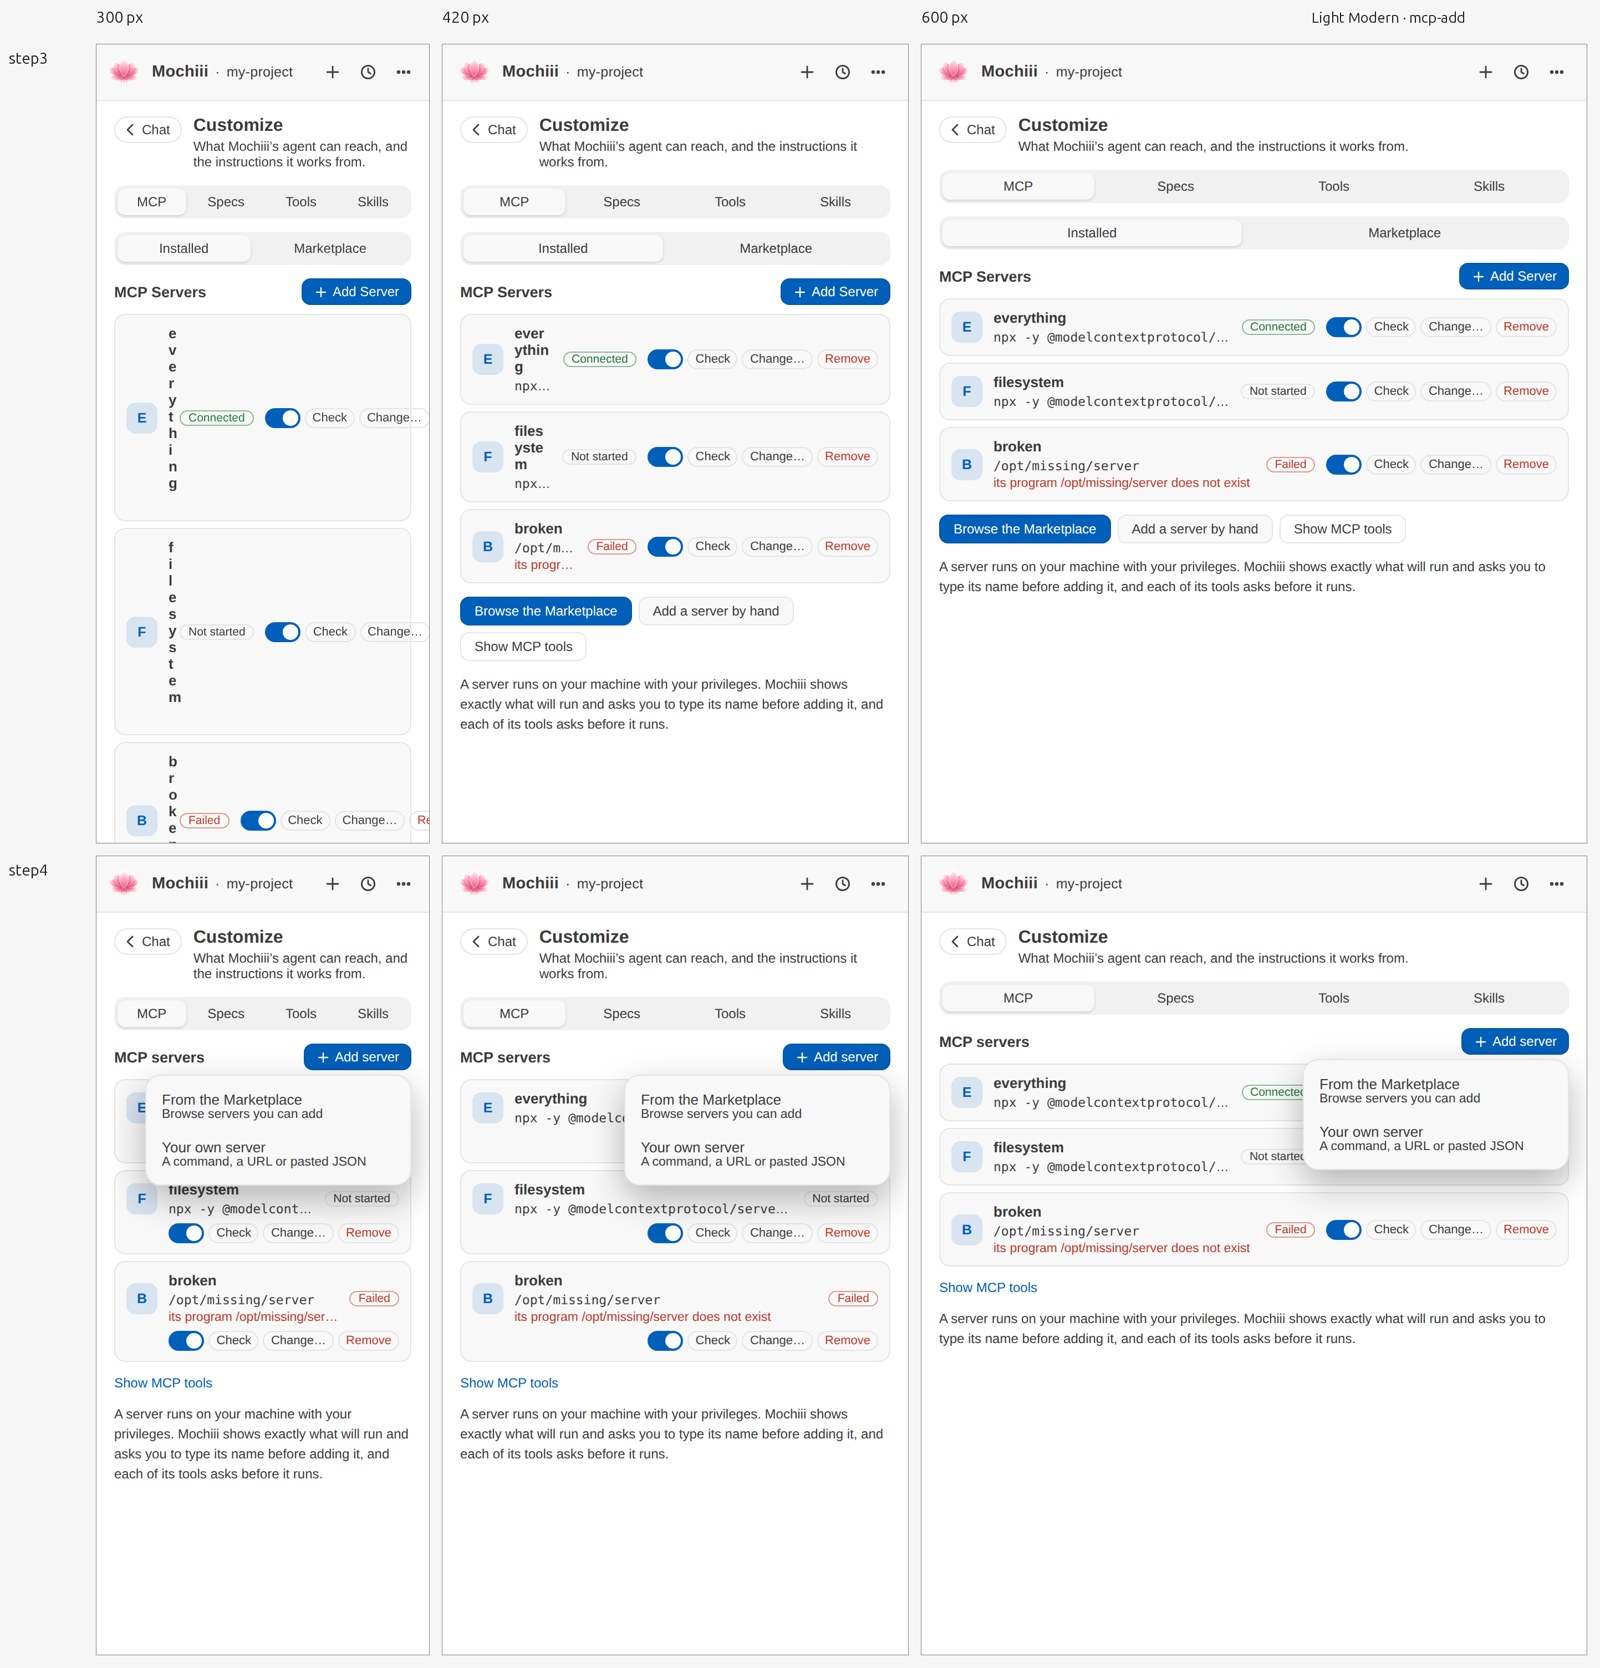 300 px
420 px
600 px
Light Modern · mcp-add
step3
Mochiii · my-project
Chat
Customize
What Mochiii's agent can reach, and
the instructions it works from.
MCP
Specs
Tools
Skills
Installed
Marketplace
MCP Servers
+ Add Server
E
everything
Connected
Check
Change…
F
filesystem
Not started
Check
Change…
B
Failed
Check
Change…
Mochiii · my-project
Chat
Customize
What Mochiii's agent can reach, and the instructions it
works from.
MCP
Specs
Tools
Skills
Installed
Marketplace
MCP Servers
+ Add Server
E
everything
npx…
Connected
Check
Change…
Remove
F
filesystem
npx…
Not started
Check
Change…
Remove
B
broken
/opt/m…
its progr…
Failed
Check
Change…
Remove
Browse the Marketplace
Add a server by hand
Show MCP tools
A server runs on your machine with your privileges. Mochiii shows
exactly what will run and asks you to type its name before adding it, and
each of its tools asks before it runs.
Mochiii · my-project
Chat
Customize
What Mochiii's agent can reach, and the instructions it works from.
MCP
Specs
Tools
Skills
Installed
Marketplace
MCP Servers
+ Add Server
E
everything
npx -y @modelcontextprotocol/…
Connected
Check
Change…
Remove
F
filesystem
npx -y @modelcontextprotocol/…
Not started
Check
Change…
Remove
B
broken
/opt/missing/server
its program /opt/missing/server does not exist
Failed
Check
Change…
Remove
Browse the Marketplace
Add a server by hand
Show MCP tools
A server runs on your machine with your privileges. Mochiii shows exactly what will run and asks you to
type its name before adding it, and each of its tools asks before it runs.
step4
Mochiii · my-project
Chat
Customize
What Mochiii's agent can reach, and
the instructions it works from.
MCP
Specs
Tools
Skills
MCP servers
+ Add server
E
From the Marketplace
Browse servers you can add
Your own server
A command, a URL or pasted JSON
F
filesystem
npx -y @modelcont…
Not started
Check
Change…
Remove
B
broken
/opt/missing/server
its program /opt/missing/ser…
Failed
Check
Change…
Remove
Show MCP tools
A server runs on your machine with your
privileges. Mochiii shows exactly what will run and
asks you to type its name before adding it, and
each of its tools asks before it runs.
Mochiii · my-project
Chat
Customize
What Mochiii's agent can reach, and the instructions it
works from.
MCP
Specs
Tools
Skills
MCP servers
+ Add server
E
everything
npx -y @modelc
From the Marketplace
Browse servers you can add
Your own server
A command, a URL or pasted JSON
F
filesystem
npx -y @modelcontextprotocol/serve…
Not started
Check
Change…
Remove
B
broken
/opt/missing/server
its program /opt/missing/server does not exist
Failed
Check
Change…
Remove
Show MCP tools
A server runs on your machine with your privileges. Mochiii shows
exactly what will run and asks you to type its name before adding it, and
each of its tools asks before it runs.
Mochiii · my-project
Chat
Customize
What Mochiii's agent can reach, and the instructions it works from.
MCP
Specs
Tools
Skills
MCP servers
+ Add server
E
everything
npx -y @modelcontextprotocol/…
Connecte
From the Marketplace
Browse servers you can add
Your own server
A command, a URL or pasted JSON
F
filesystem
npx -y @modelcontextprotocol/…
Not starte
B
broken
/opt/missing/server
its program /opt/missing/server does not exist
Failed
Check
Change…
Remove
Show MCP tools
A server runs on your machine with your privileges. Mochiii shows exactly what will run and asks you to
type its name before adding it, and each of its tools asks before it runs.